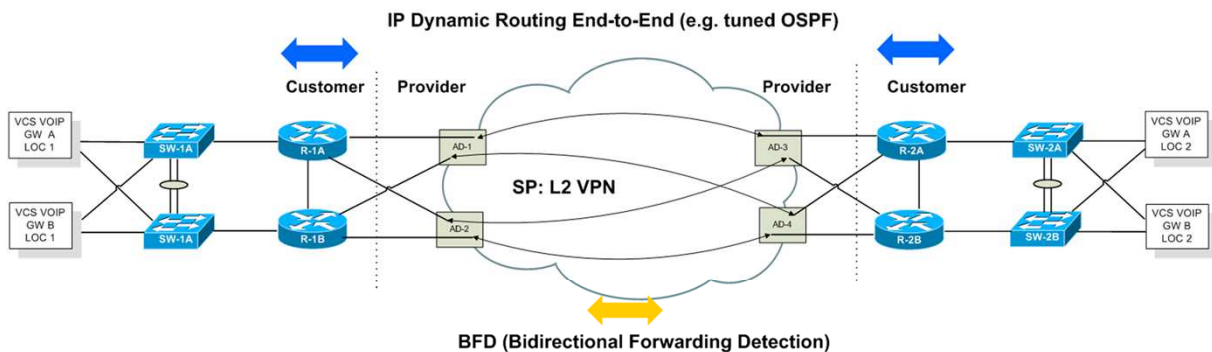 IP Dynamic Routing End-to-End (e.g. tuned OSPF)
Customer
Provider
Provider
Customer
VCS VOIP
GW A
LOC 1
SW-1A
R-1A
AD-1
AD-3
R-2A
SW-2A
VCS VOIP
GW A
LOC 2
SP: L2 VPN
VCS VOIP
GW B
LOC 1
SW-1A
R-1B
AD-2
AD-4
R-2B
SW-2B
VCS VOIP
GW B
LOC 2
BFD (Bidirectional Forwarding Detection)